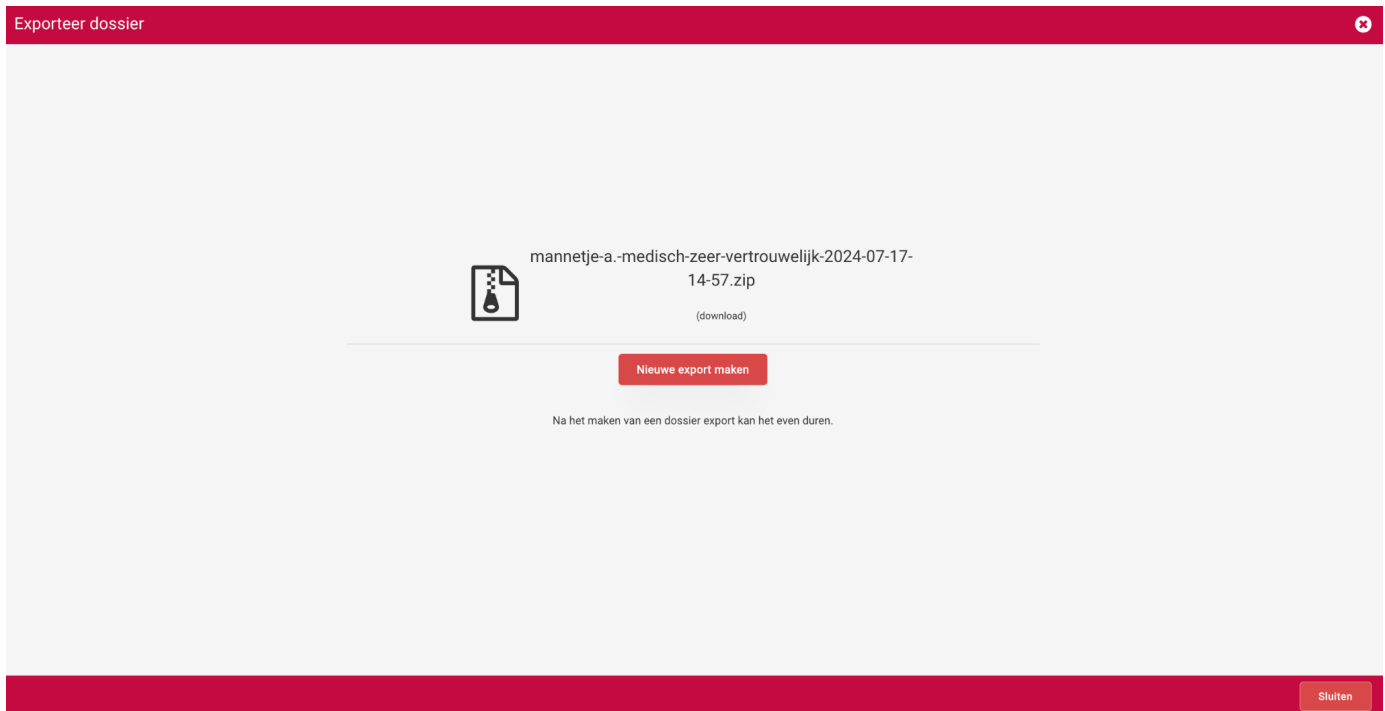 Exporteer dossier
mannetje-a.-medisch-zeer-vertrouwelijk-2024-07-17-
14-57.zip
(download)
Nieuwe export maken
Na het maken van een dossier export kan het even duren.
Sluiten